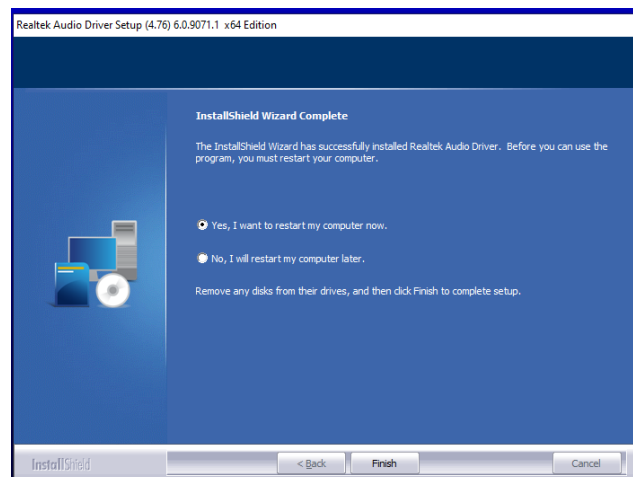 Realtek Audio Driver Setup (4.76) 6.0.9071.1 x64 Edition
InstallShield Wizard Complete
The InstallShield Wizard has successfully installed Realtek Audio Driver. Before you can use the
program, you must restart your computer.
Yes, I want to restart my computer now.
No, I will restart my computer later.
Remove any disks from their drives, and then click Finish to complete setup.
InstallShield
< Back
Finish
Cancel